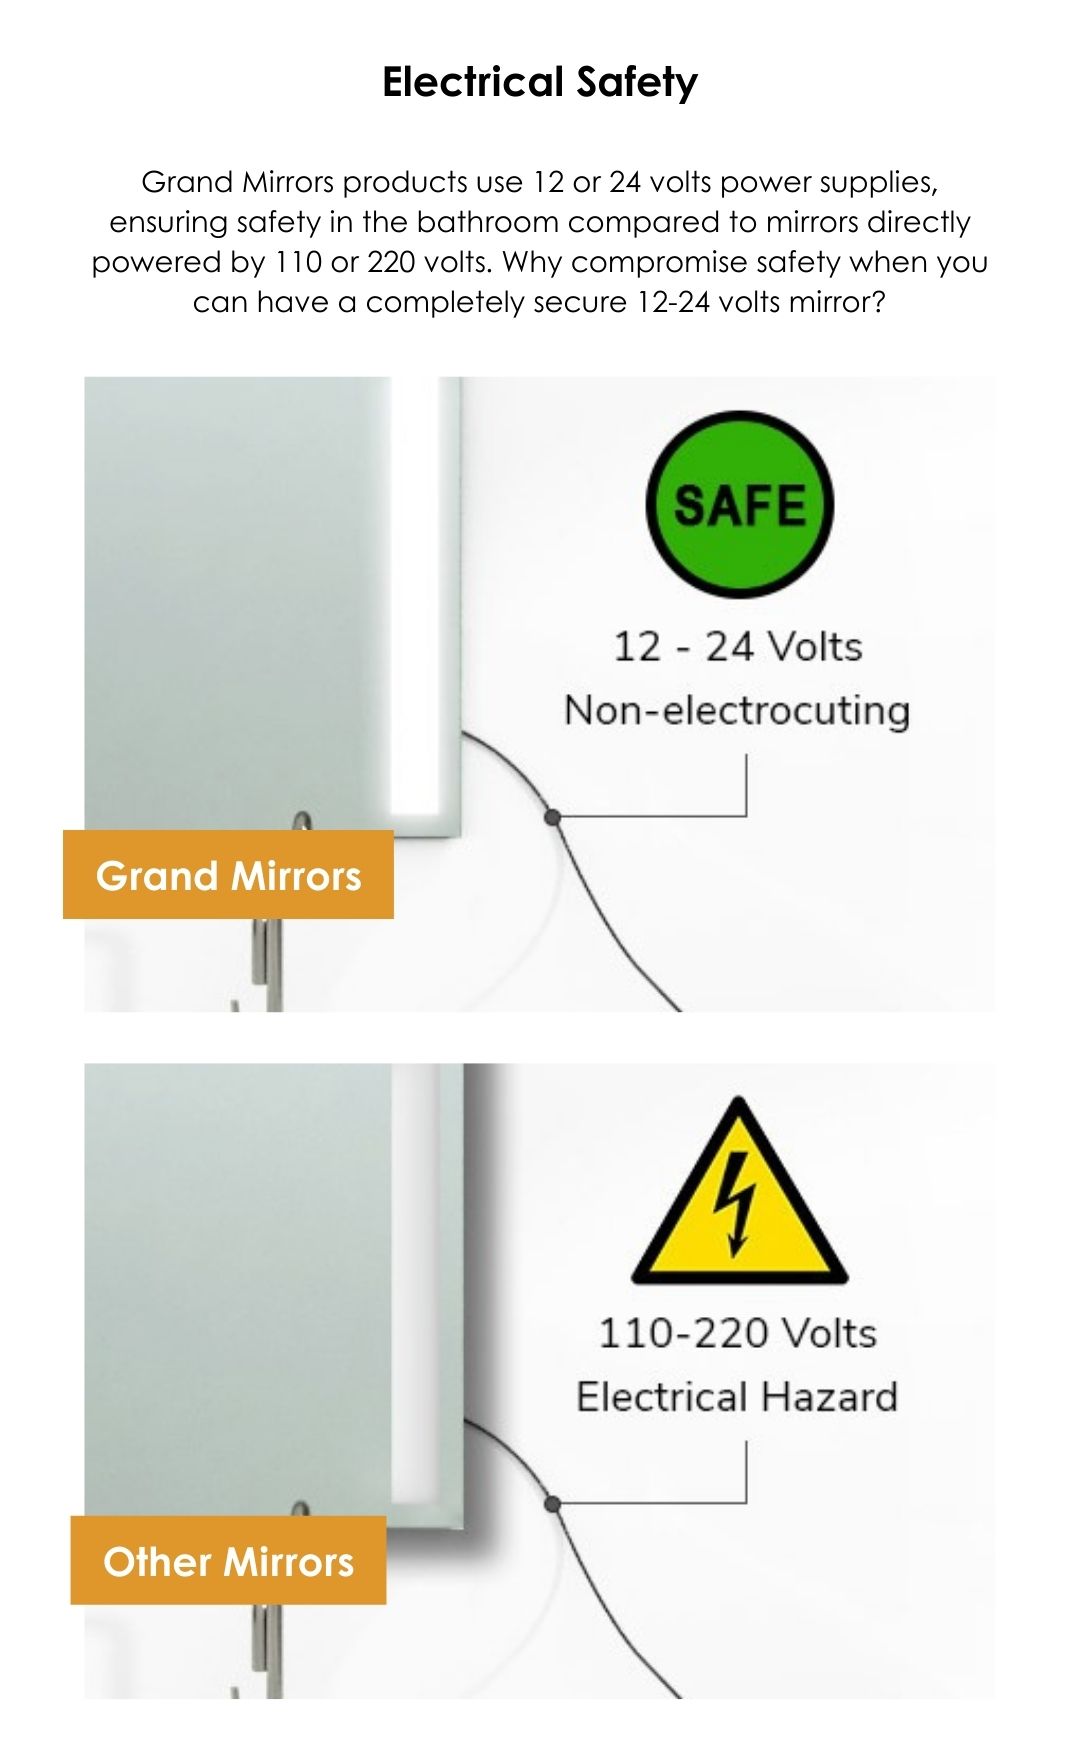 Electrical Safety
Grand Mirrors products use 12 or 24 volts power supplies,
ensuring safety in the bathroom compared to mirrors directly
powered by 110 or 220 volts. Why compromise safety when you
can have a completely secure 12-24 volts mirror?
SAFE
12 - 24 Volts
Non-electrocuting
Grand Mirrors
110-220 Volts
Electrical Hazard
Other Mirrors